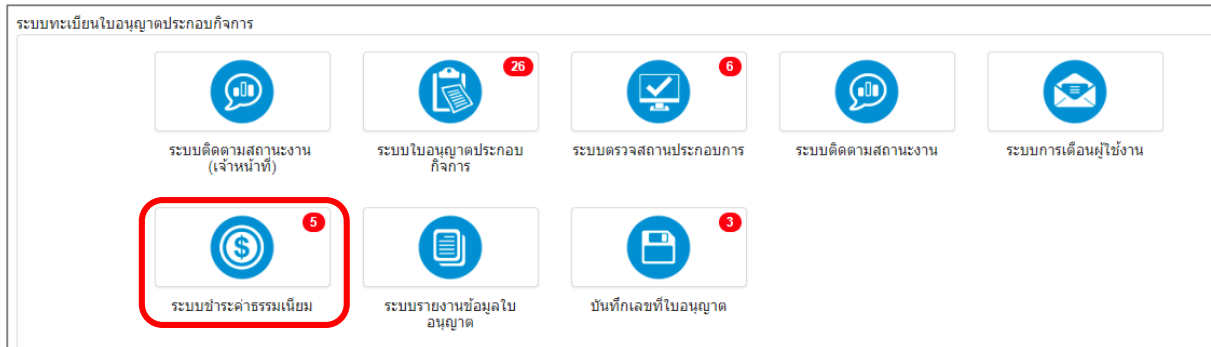 ระบบทะเบียนใบอนุญาตประกอบกิจการ
26
6
ระบบติดตามสถานะงาน
(เจ้าหน้าที่)
ระบบใบอนุญาตประกอบ
กิจการ
ระบบตรวจสถานประกอบการ
ระบบติดตามสถานะงาน
ระบบการเตือนผู้ใช้งาน
5
3
ระบบชำระค่าธรรมเนียม
ระบบรายงานข้อมูลใบ
อนุญาต
บันทึกเลขที่ใบอนุญาต